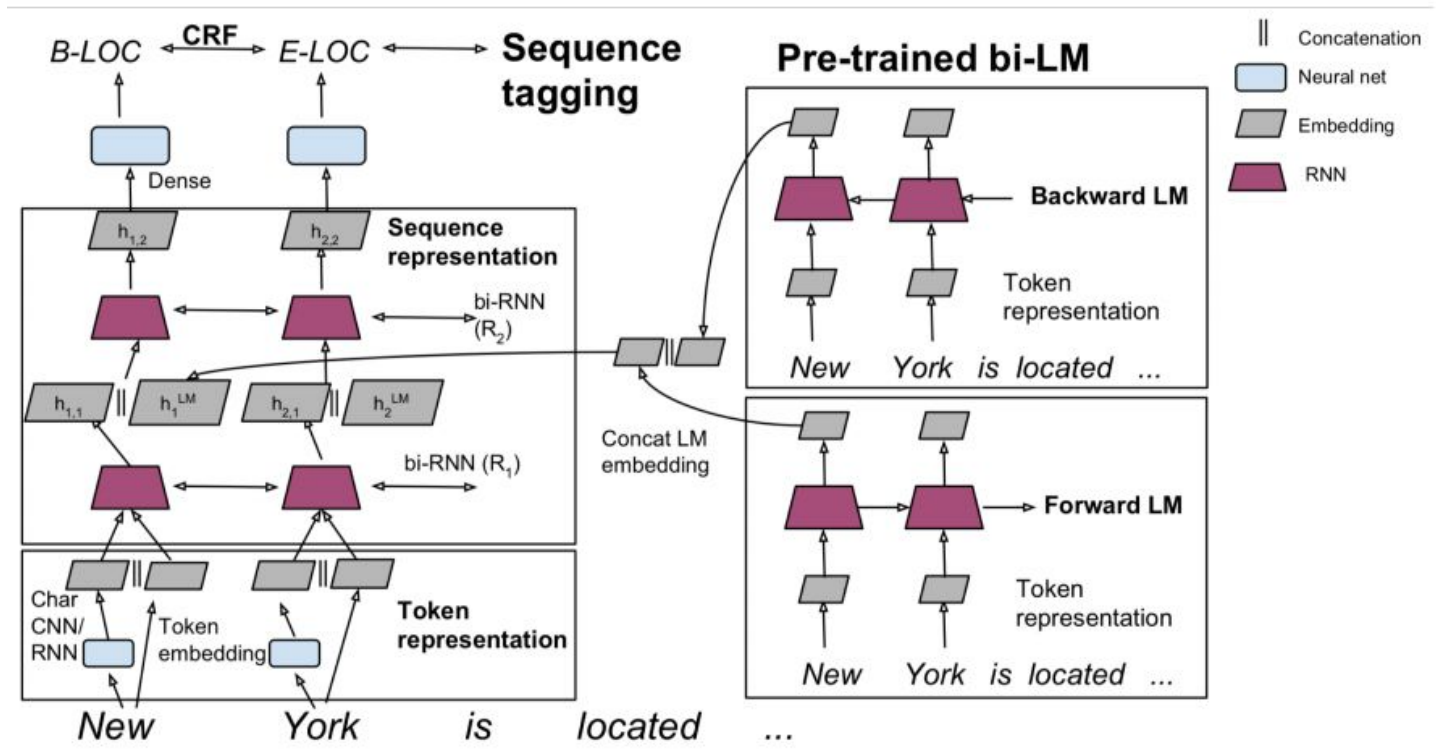 B-LOC CRF E-LOC
Sequence
tagging
Dense
h1,2
h2,2
Sequence
representation
bi-RNN
(R2)
h1,1 || h1LM
h2,1 || h2LM
bi-RNN (R1)
||
||
Char
CNN/
RNN
Token
embedding
Token
representation
New York is located ...
||
Concat LM
embedding
Pre-trained bi-LM
Backward LM
Token
representation
New York is located ...
Forward LM
Token
representation
New York is located ...
|| Concatenation
Neural net
Embedding
RNN